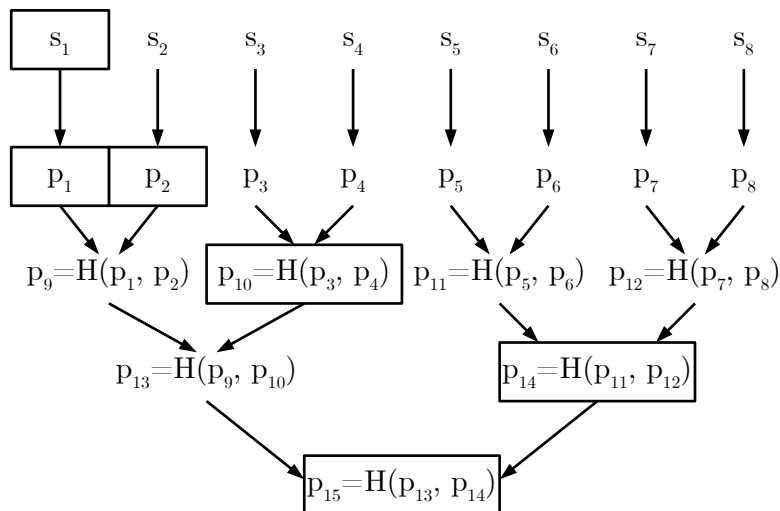 s₁ s₂ s₃ s₄ s₅ s₆ s₇ s₈
p₁ p₂ p₃ p₄ p₅ p₆ p₇ p₈
p₉=H(p₁, p₂) p₁₀=H(p₃, p₄) p₁₁=H(p₅, p₆) p₁₂=H(p₇, p₈)
p₁₃=H(p₉, p₁₀) p₁₄=H(p₁₁, p₁₂)
p₁₅=H(p₁₃, p₁₄)